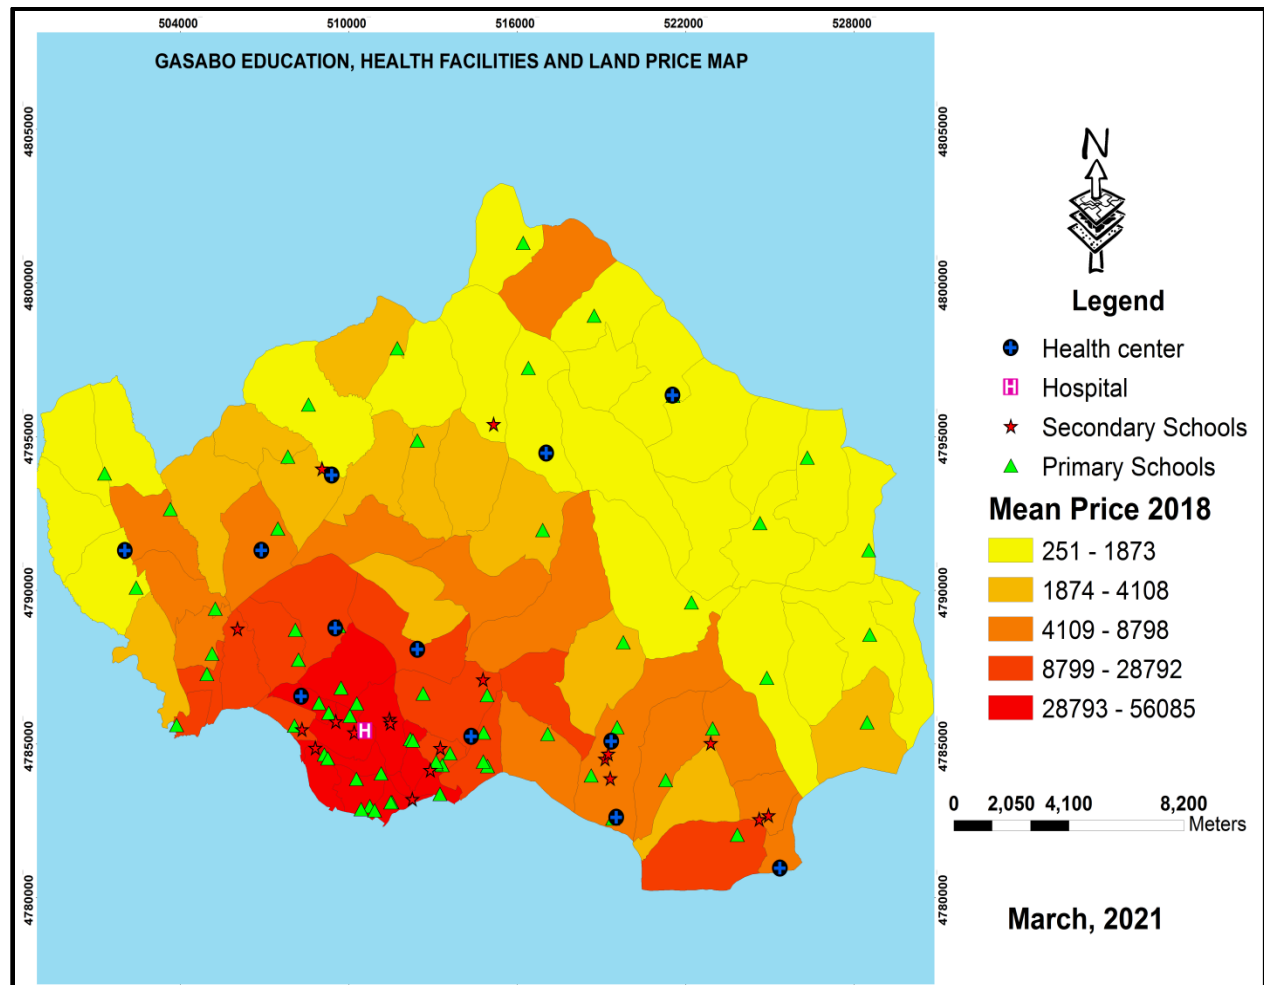 504000 510000 516000 522000 528000
GASABO EDUCATION, HEALTH FACILITIES AND LAND PRICE MAP
4805000 4805000
4800000 4800000
4795000 4795000
4790000 4790000
4785000 4785000
4780000 4780000
H
N
Legend
Health center
H Hospital
Secondary Schools
Primary Schools
Mean Price 2018
251 - 1873
1874 - 4108
4109 - 8798
8799 - 28792
28793 - 56085
0 2,050 4,100 8,200
Meters
March, 2021